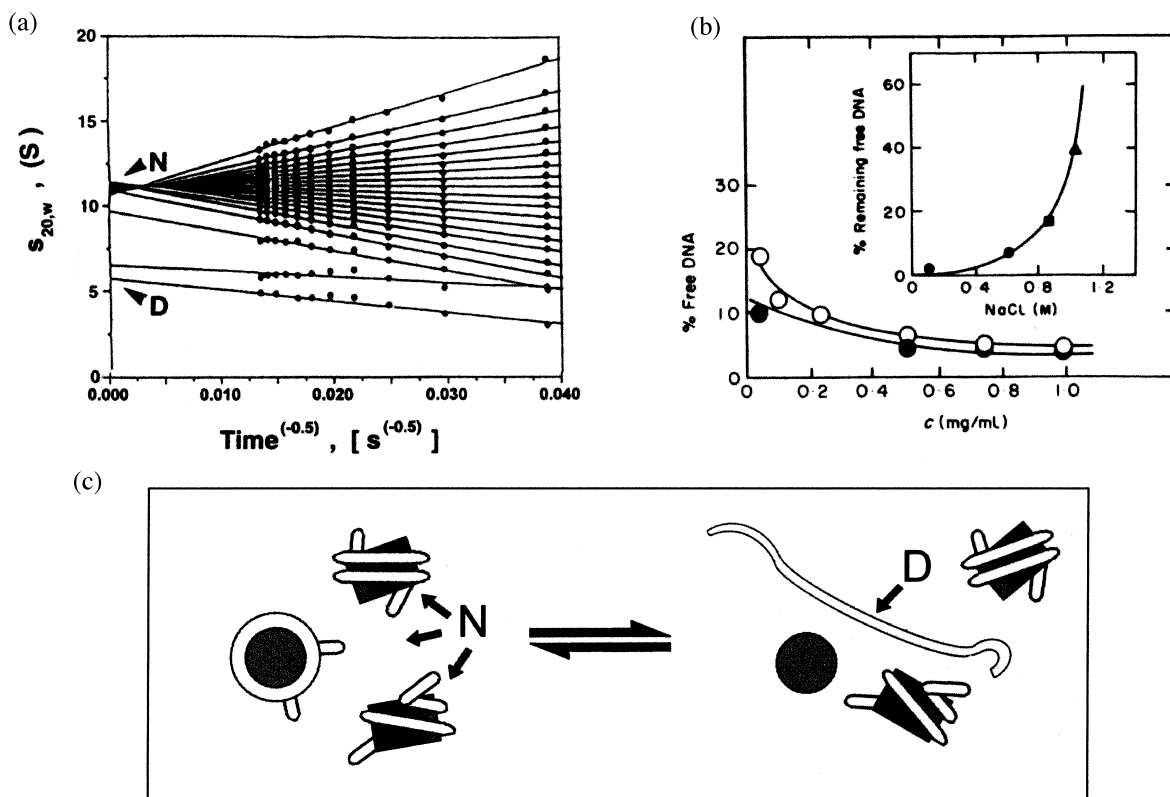 (a)
20
15
10
5
0
s20,w , (S)
N
D
0.000 0.010 0.020 0.030 0.040
Time(-0.5) , [ s(-0.5) ]
(b)
30
20
10
0
% Free DNA
0 0·2 0·4 0·6 0·8 1·0
c (mg/mL)
60
40
20
0
% Remaining free DNA
0 0·4 0·8 1·2
NaCl (M)
(c)
N
D